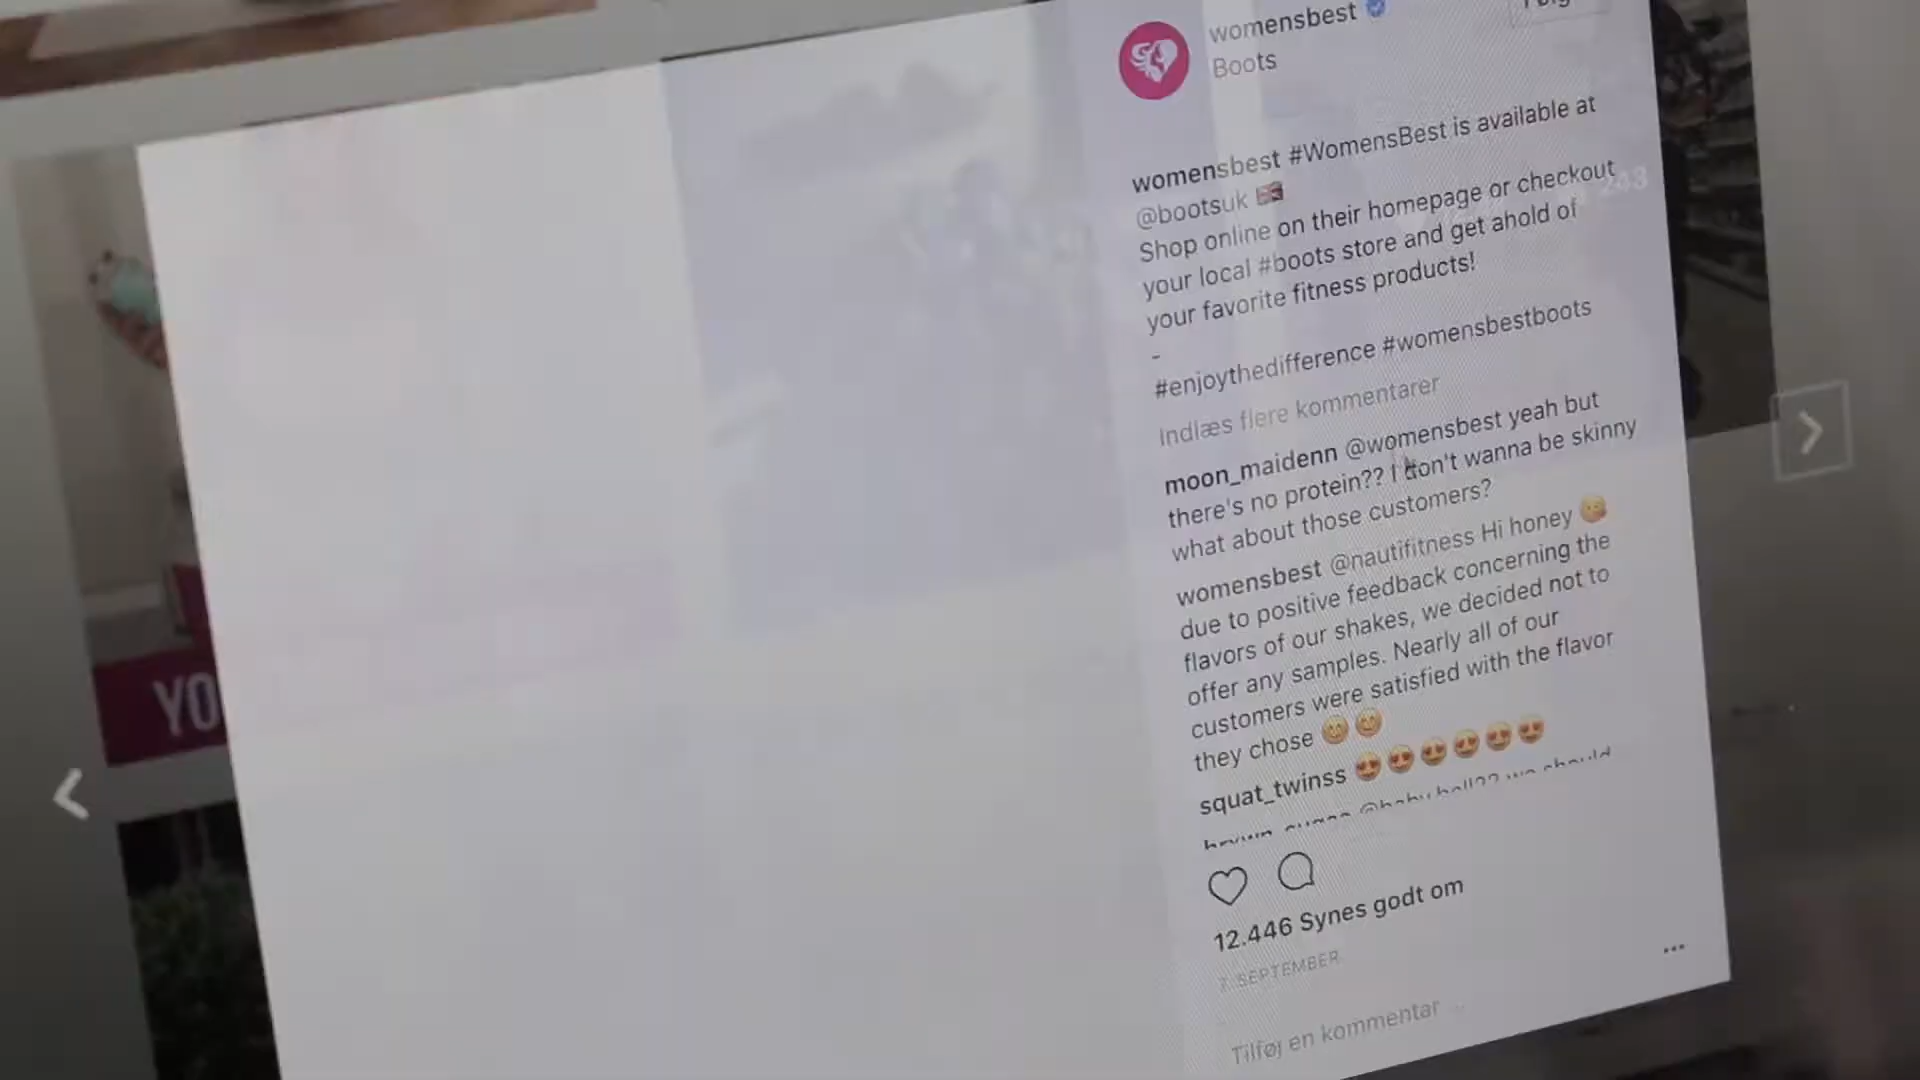 womensbest
Boots
womensbest #WomensBest is available at
@bootsuk 🇬🇧
Shop online on their homepage or checkout
your local #boots store and get ahold of
your favorite fitness products!
-
#enjoythedifference #womensbestboots
Indlæs flere kommentarer
moon_maidenn @womensbest yeah but
there's no protein?? I don't wanna be skinny
what about those customers?
womensbest @nautifitness Hi honey 😊
due to positive feedback concerning the
flavors of our shakes, we decided not to
offer any samples. Nearly all of our
customers were satisfied with the flavor
they chose 😊😊
squat_twinss 😍😍😍😍😍😍
12.446 Synes godt om
7. SEPTEMBER
Tilføj en kommentar ...
YO
243